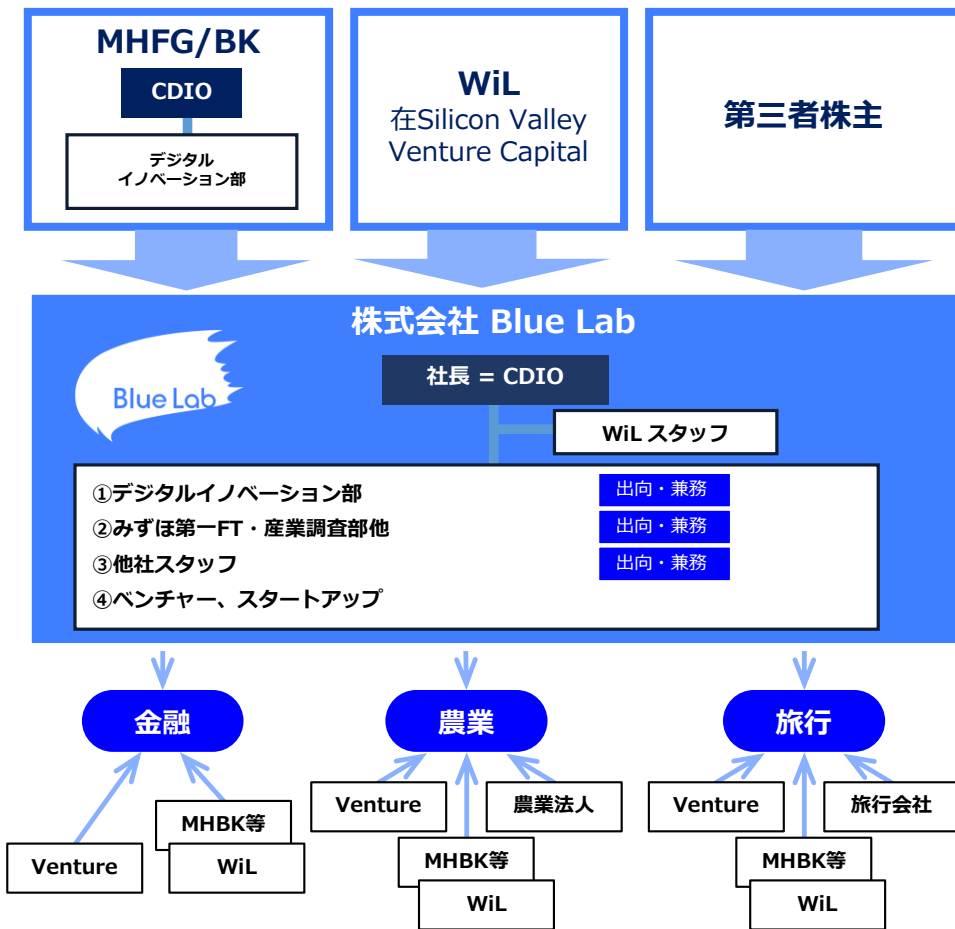 MHFG/BK
CDIO
デジタル
イノベーション部
WiL
在Silicon Valley
Venture Capital
第三者株主
株式会社 Blue Lab
Blue Lab
社長 = CDIO
WiL スタッフ
①デジタルイノベーション部
出向・兼務
②みずほ第一FT・産業調査部他
出向・兼務
③他社スタッフ
出向・兼務
④ベンチャー、スタートアップ
金融
農業
旅行
Venture
MHBK等
WiL
Venture
農業法人
MHBK等
WiL
Venture
旅行会社
MHBK等
WiL